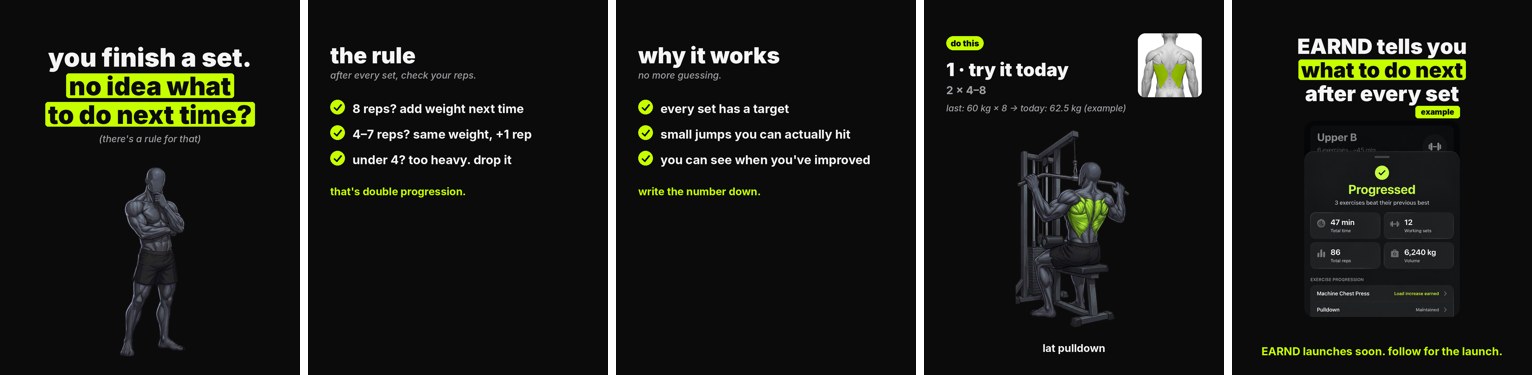 you finish a set.
no idea what
to do next time?
(there's a rule for that)
the rule
after every set, check your reps.
8 reps? add weight next time
4–7 reps? same weight, +1 rep
under 4? too heavy. drop it
that's double progression.
why it works
no more guessing.
every set has a target
small jumps you can actually hit
you can see when you've improved
write the number down.
do this
1 · try it today
2 × 4–8
last: 60 kg × 8 → today: 62.5 kg (example)
lat pulldown
EARND tells you
what to do next
after every set
example
Upper B
Progressed
3 exercises beat their previous best
47 min
Total time
12
Working sets
86
Total reps
6,240 kg
Volume
EXERCISE PROGRESSION
Machine Chest Press
Load increase earned
Pulldown
Maintained
EARND launches soon. follow for the launch.